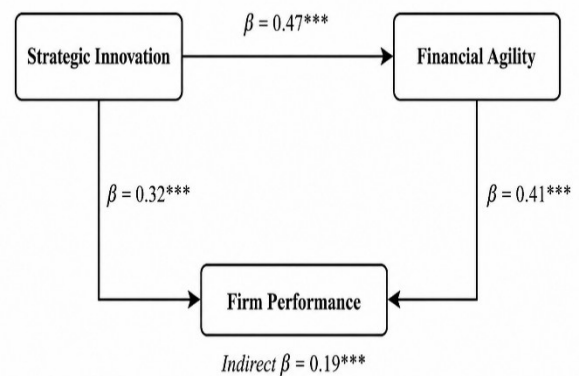 β = 0.47***
Strategic Innovation
Financial Agility
β = 0.32***
β = 0.41***
Firm Performance
Indirect β = 0.19***